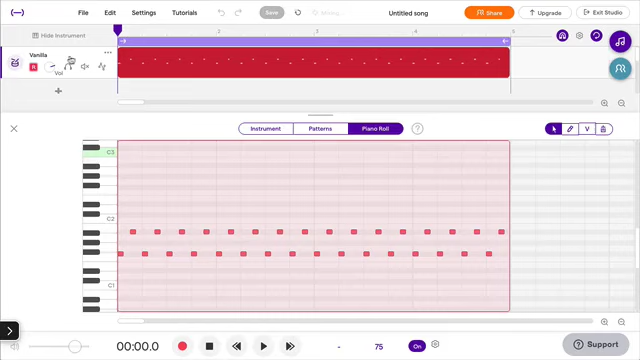 File Edit Settings Tutorials Save Mixing Untitled song Share Upgrade Exit Studio
Hide Instrument 2 3 4 5
Vanilla
R
Vol
Instrument Patterns Piano Roll ?
C3
C2
C1
00:00.0 - 75 On Support